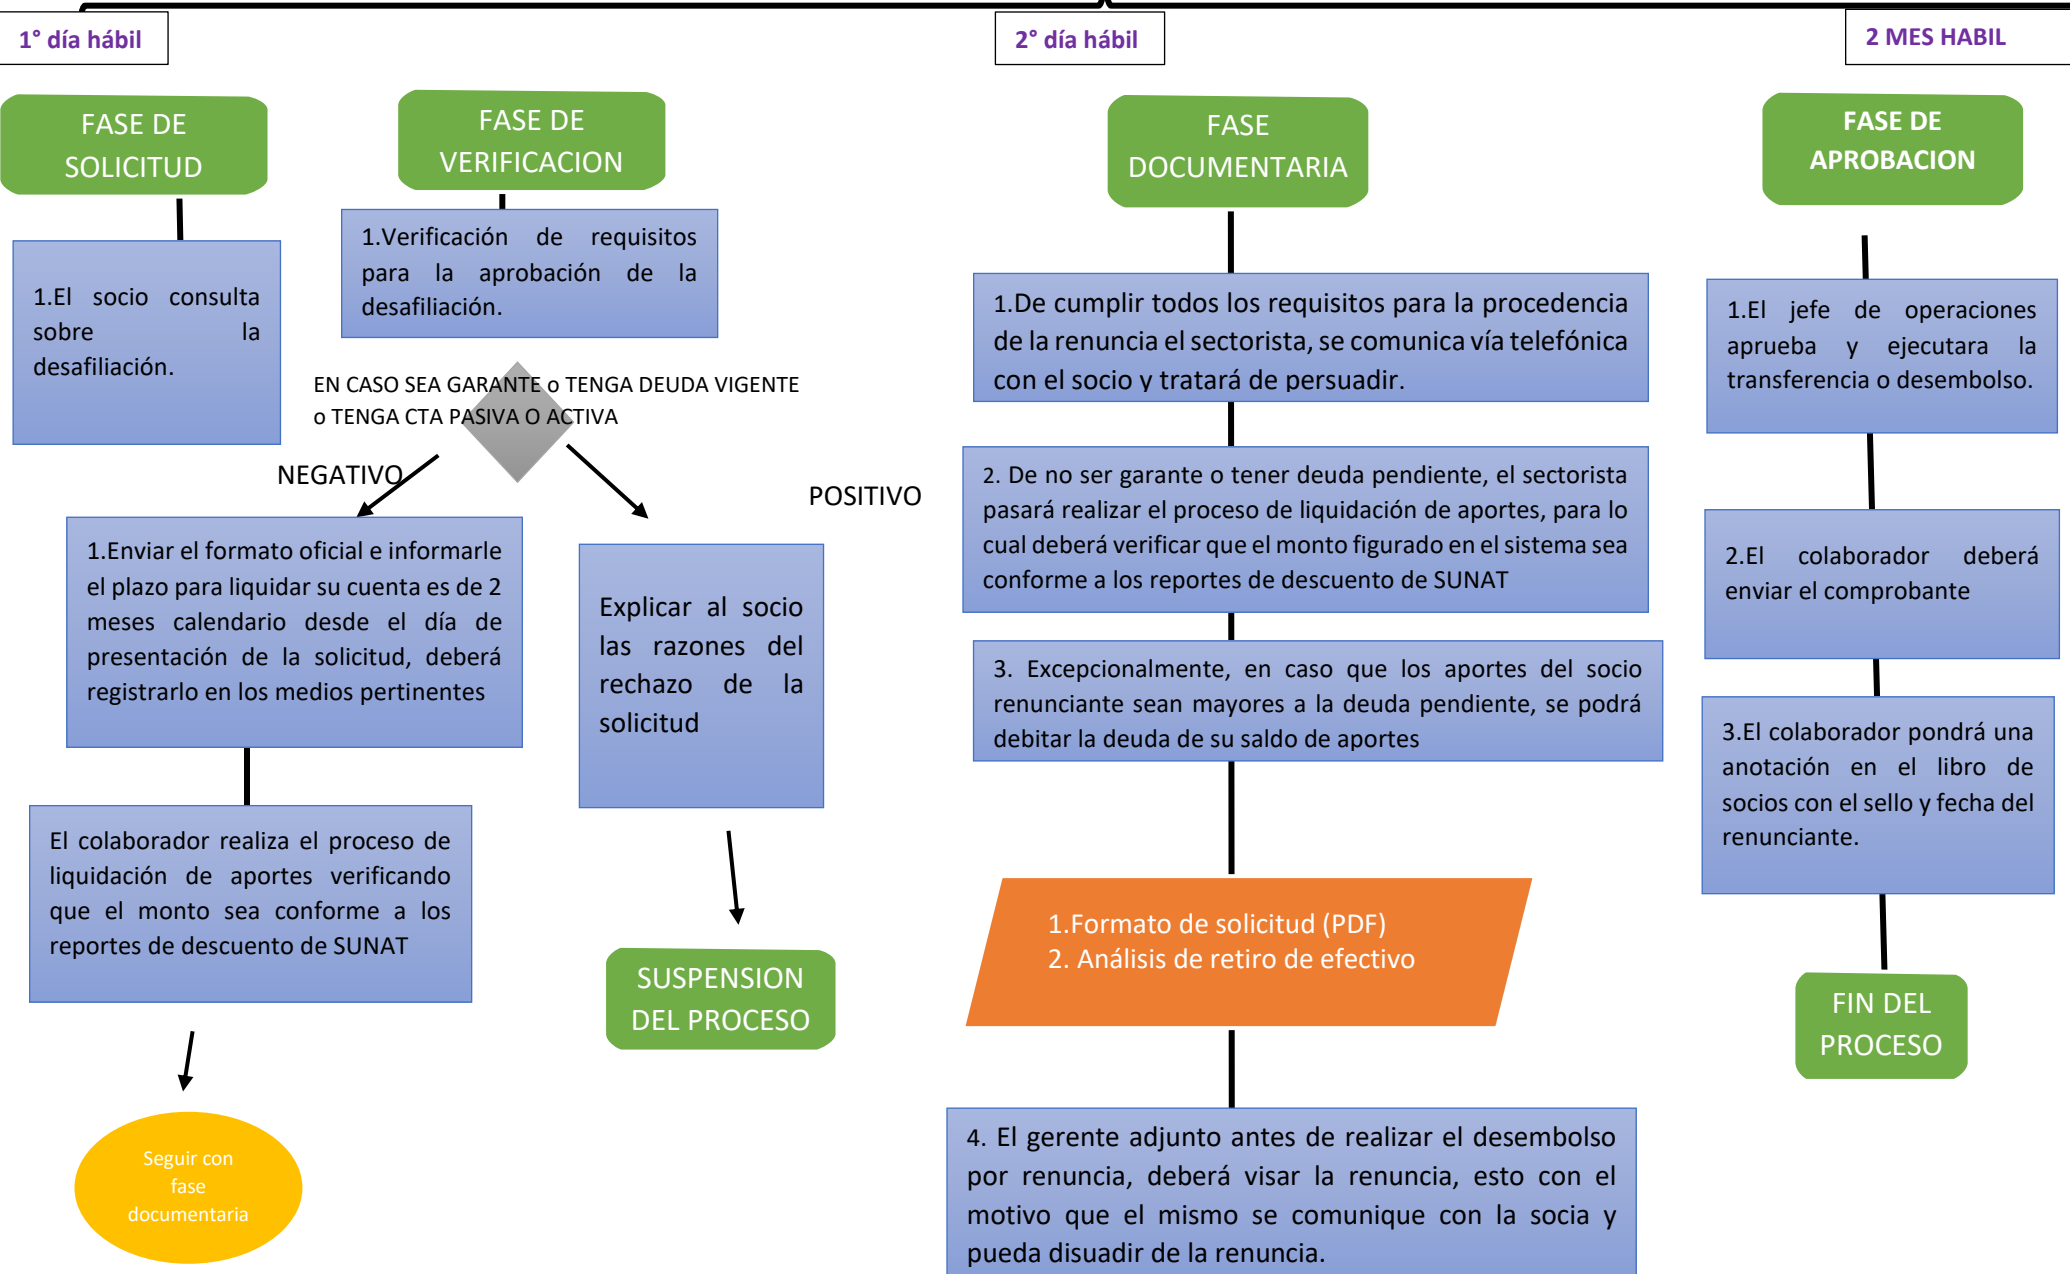 1° día hábil
2° día hábil
2 MES HABIL
FASE DE
SOLICITUD
1.El socio consulta
sobre la
desafiliación.
FASE DE
VERIFICACION
1.Verificación de requisitos
para la aprobación de la
desafiliación.
EN CASO SEA GARANTE o TENGA DEUDA VIGENTE
o TENGA CTA PASIVA O ACTIVA
NEGATIVO
POSITIVO
1.Enviar el formato oficial e informarle
el plazo para liquidar su cuenta es de 2
meses calendario desde el día de
presentación de la solicitud, deberá
registrarlo en los medios pertinentes
El colaborador realiza el proceso de
liquidación de aportes verificando
que el monto sea conforme a los
reportes de descuento de SUNAT
Seguir con
fase
documentaria
Explicar al socio
las razones del
rechazo de la
solicitud
SUSPENSION
DEL PROCESO
FASE
DOCUMENTARIA
1.De cumplir todos los requisitos para la procedencia
de la renuncia el sectorista, se comunica vía telefónica
con el socio y tratará de persuadir.
2. De no ser garante o tener deuda pendiente, el sectorista
pasará realizar el proceso de liquidación de aportes, para lo
cual deberá verificar que el monto figurado en el sistema sea
conforme a los reportes de descuento de SUNAT
3. Excepcionalmente, en caso que los aportes del socio
renunciante sean mayores a la deuda pendiente, se podrá
debitar la deuda de su saldo de aportes
1.Formato de solicitud (PDF)
2. Análisis de retiro de efectivo
4. El gerente adjunto antes de realizar el desembolso
por renuncia, deberá visar la renuncia, esto con el
motivo que el mismo se comunique con la socia y
pueda disuadir de la renuncia.
FASE DE
APROBACION
1.El jefe de operaciones
aprueba y ejecutara la
transferencia o desembolso.
2.El colaborador deberá
enviar el comprobante
3.El colaborador pondrá una
anotación en el libro de
socios con el sello y fecha del
renunciante.
FIN DEL
PROCESO